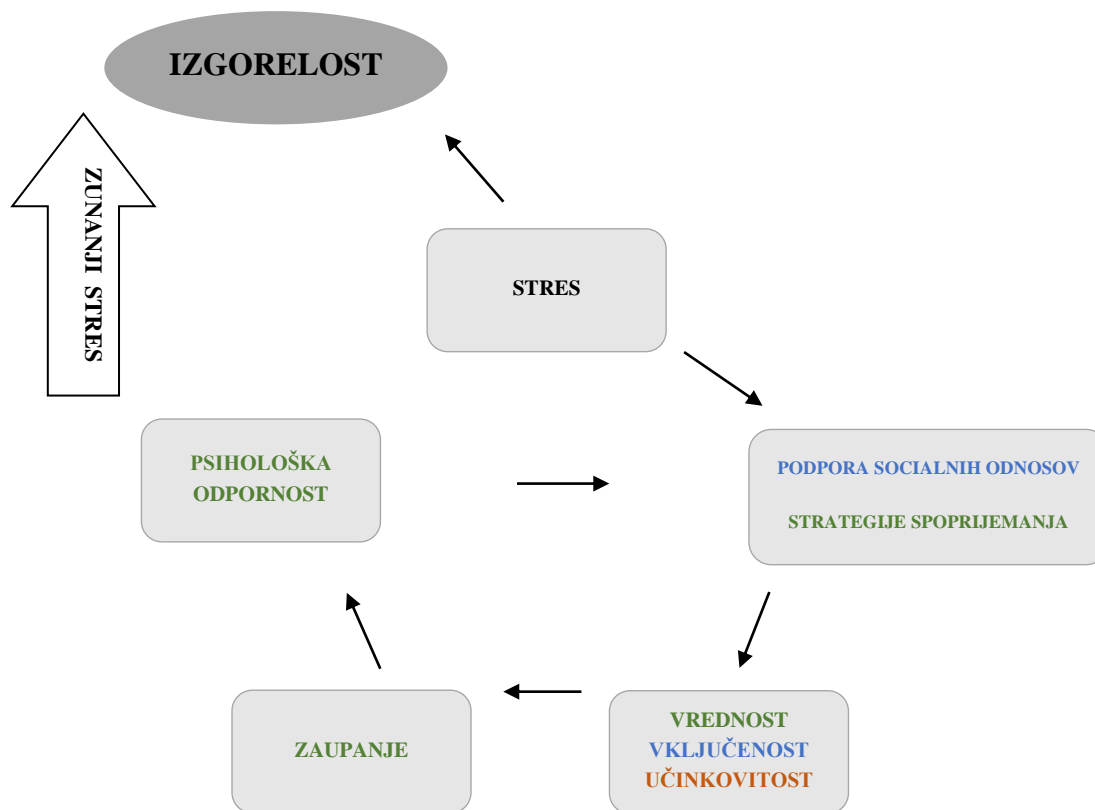 IZGORELOST
ZUNANJI STRES
STRES
PSIHOLOŠKA
ODPORNOST
PODPORA SOCIALNIH ODNOSOV
STRATEGIJE SPOPRIJEMANJA
ZAUPANJE
VREDNOST
VKLJUČENOST
UČINKOVITOST